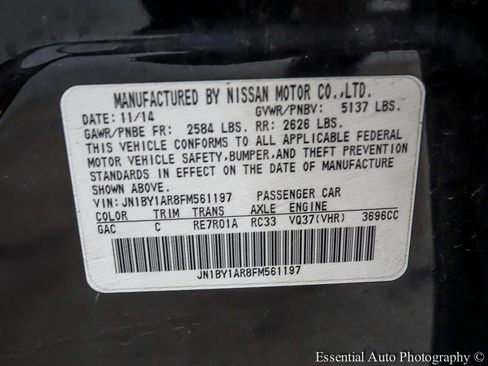 MANUFACTURED BY NISSAN MOTOR CO.,LTD.
DATE: 11/14 GVWR/PNBV: 5137 LBS.
GAWR/PNBE FR: 2584 LBS. RR: 2626 LBS.
THIS VEHICLE CONFORMS TO ALL APPLICABLE FEDERAL
MOTOR VEHICLE SAFETY,BUMPER,AND THEFT PREVENTION
STANDARDS IN EFFECT ON THE DATE OF MANUFACTURE
SHOWN ABOVE.
VIN: JN1BY1AR8FM561197 PASSENGER CAR
COLOR TRIM TRANS AXLE ENGINE
GAC C RE7R01A RC33 VQ37(VHR) 3696CC
JN1BY1AR8FM561197
Essential Auto Photography ©